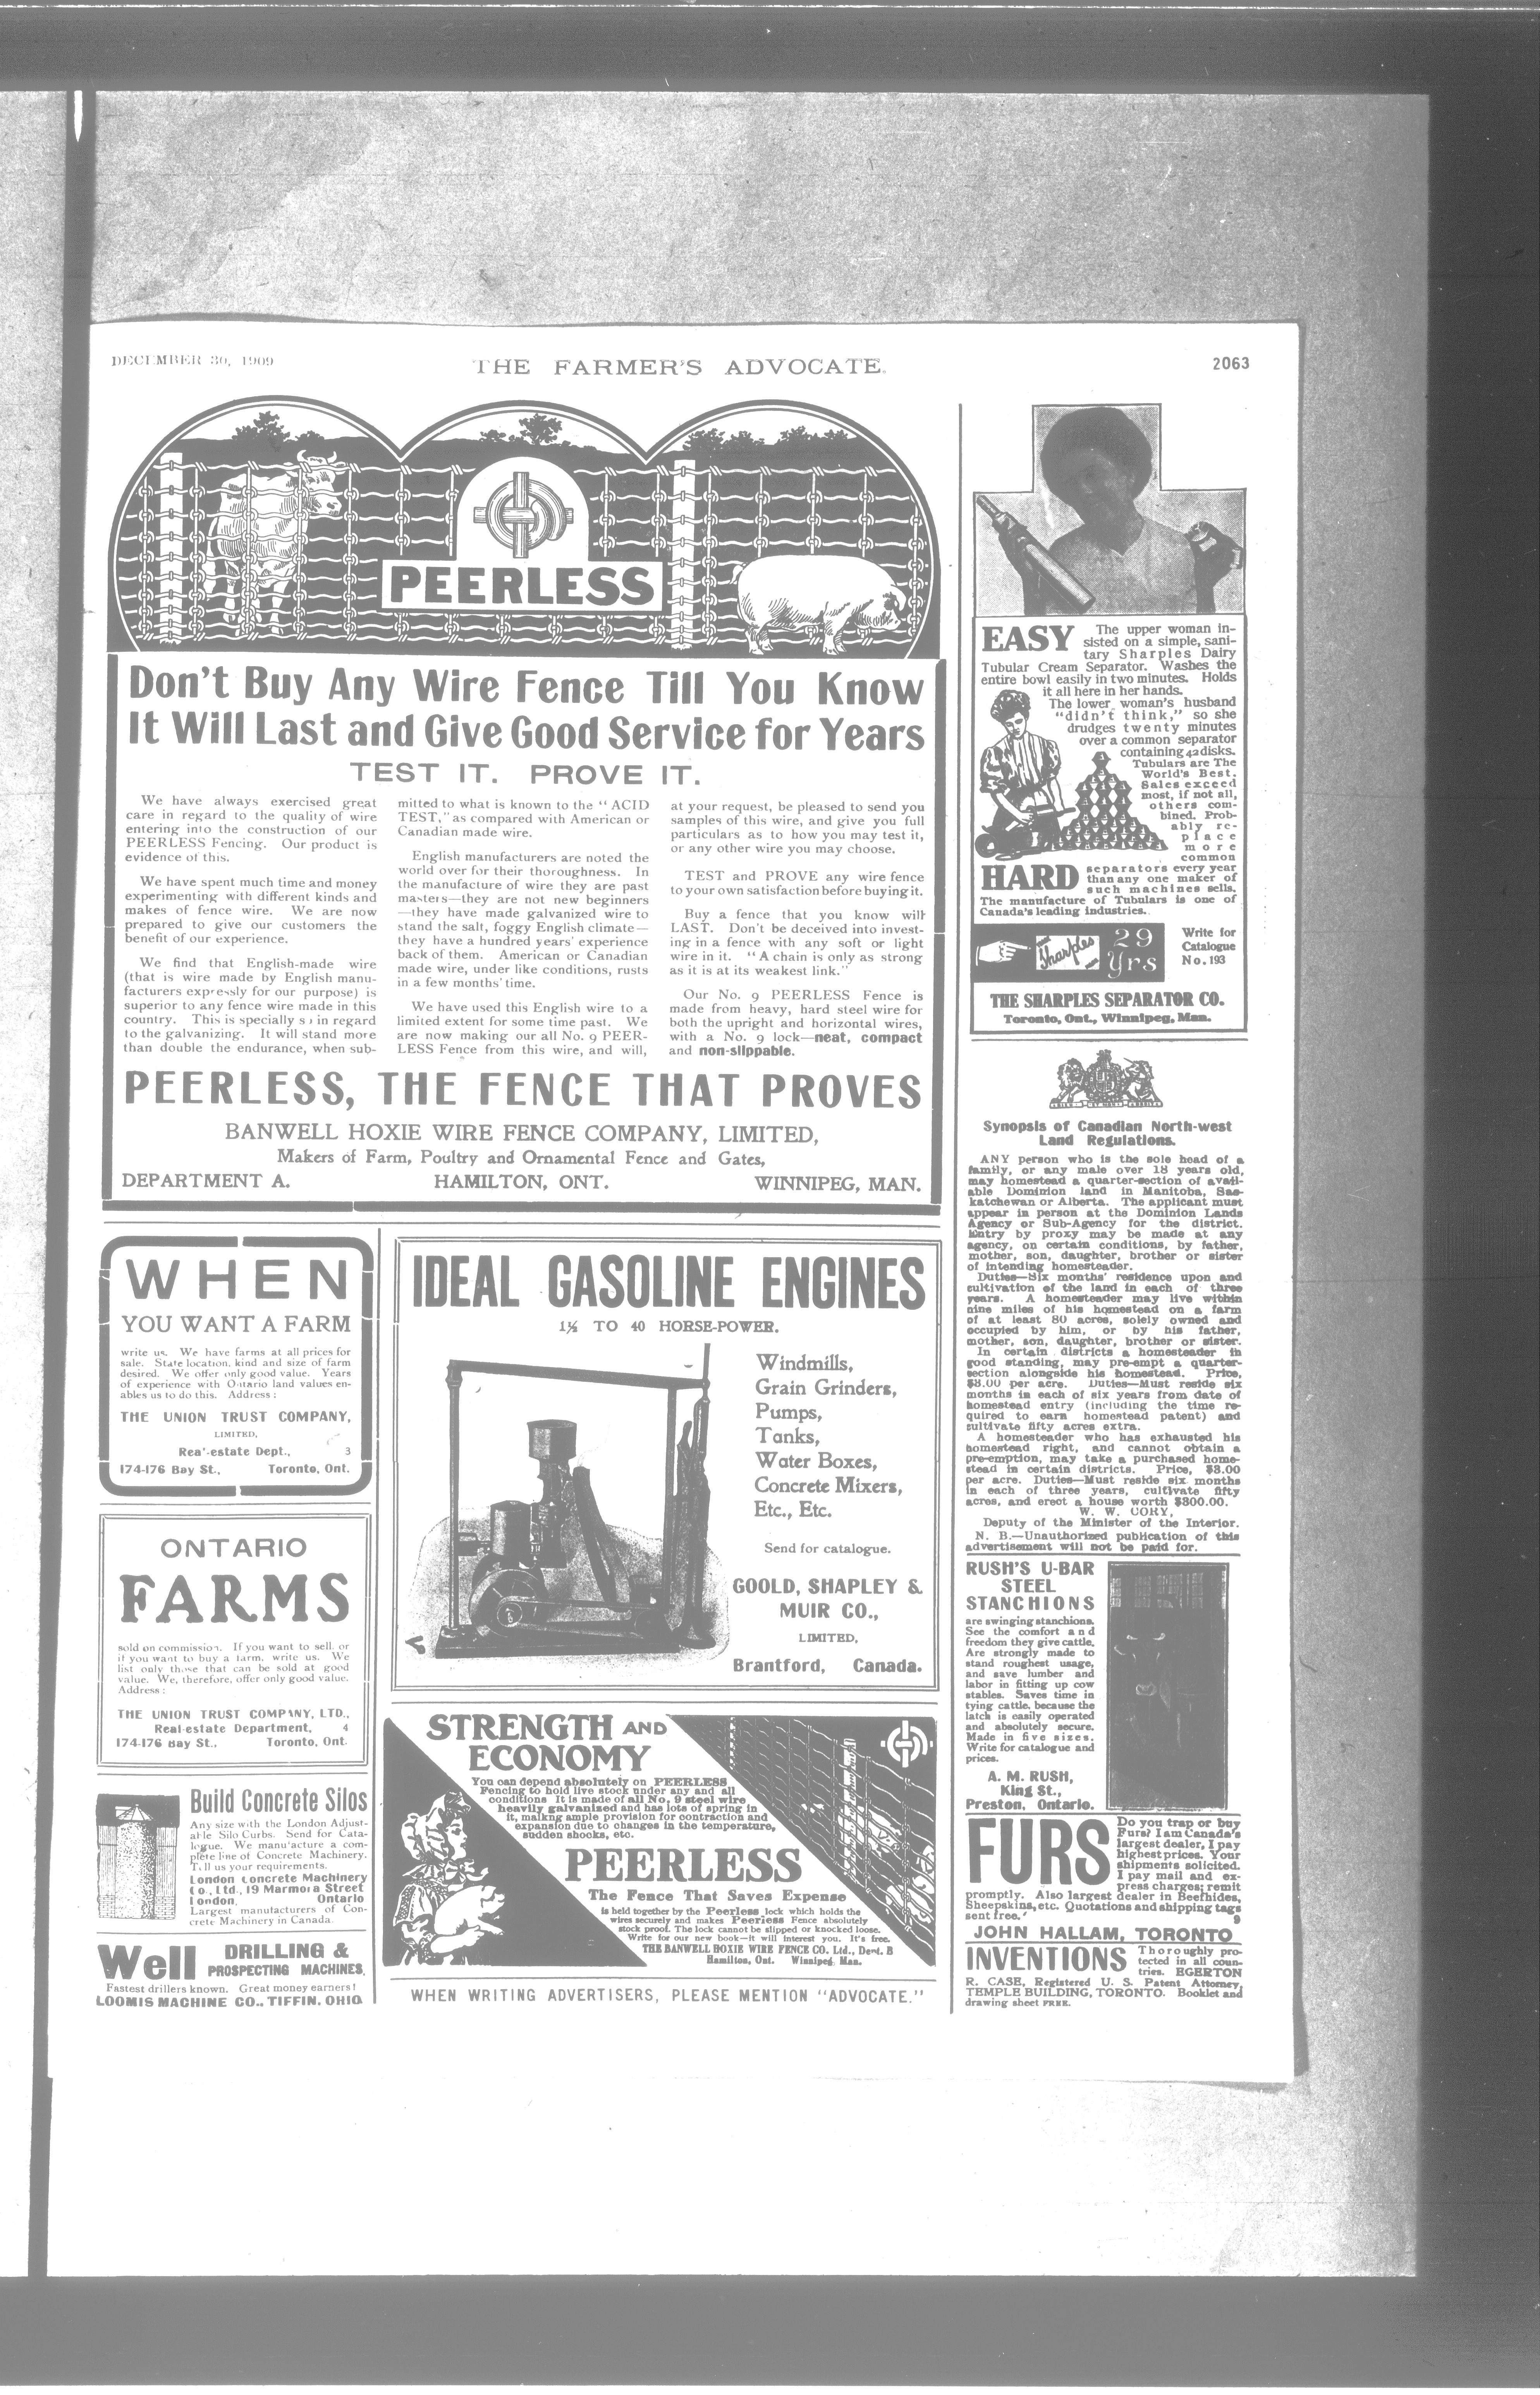 DECEMBER 30, 1909
THE FARMER'S ADVOCATE.
2063
PEERLESS
Don't Buy Any Wire Fence Till You Know
It Will Last and Give Good Service for Years
TEST IT. PROVE IT.
We have always exercised great
care in regard to the quality of wire
entering into the construction of our
PEERLESS Fencing. Our product is
evidence of this.
We have spent much time and money
experimenting with different kinds and
makes of fence wire. We are now
prepared to give our customers the
benefit of our experience.
We find that English-made wire
(that is wire made by English manu-
facturers expressly for our purpose) is
superior to any fence wire made in this
country. This is specially so in regard
to the galvanizing. It will stand more
than double the endurance, when sub-
mitted to what is known to the "ACID
TEST," as compared with American or
Canadian made wire.
English manufacturers are noted the
world over for their thoroughness. In
the manufacture of wire they are past
masters—they are not new beginners
—they have made galvanized wire to
stand the salt, foggy English climate—
they have a hundred years' experience
back of them. American or Canadian
made wire, under like conditions, rusts
in a few months' time.
We have used this English wire to a
limited extent for some time past. We
are now making our all No. 9 PEER-
LESS Fence from this wire, and will,
at your request, be pleased to send you
samples of this wire, and give you full
particulars as to how you may test it,
or any other wire you may choose.
TEST and PROVE any wire fence
to your own satisfaction before buying it.
Buy a fence that you know will
LAST. Don't be deceived into invest-
ing in a fence with any soft or light
wire in it. "A chain is only as strong
as it is at its weakest link."
Our No. 9 PEERLESS Fence is
made from heavy, hard steel wire for
both the upright and horizontal wires,
with a No. 9 lock—neat, compact
and non-slippable.
PEERLESS, THE FENCE THAT PROVES
BANWELL HOXIE WIRE FENCE COMPANY, LIMITED,
Makers of Farm, Poultry and Ornamental Fence and Gates,
DEPARTMENT A. HAMILTON, ONT. WINNIPEG, MAN.
WHEN
YOU WANT A FARM
write us. We have farms at all prices for
sale. State location, kind and size of farm
desired. We offer only good value. Years
of experience with Ontario land values en-
ables us to do this. Address:
THE UNION TRUST COMPANY,
LIMITED,
Real-estate Dept., 3
174-176 Bay St., Toronto, Ont.
ONTARIO
FARMS
sold on commission. If you want to sell, or
if you want to buy a farm, write us. We
list only those that can be sold at good
value. We, therefore, offer only good value.
Address:
THE UNION TRUST COMPANY, LTD.,
Real-estate Department, 4
174-176 Bay St., Toronto, Ont.
Build Concrete Silos
Any size with the London Adjust-
able Silo Curbs. Send for Cata-
logue. We manufacture a com-
plete line of Concrete Machinery.
Tell us your requirements.
London Concrete Machinery
Co., Ltd., 19 Marmora Street
London, Ontario
Largest manufacturers of Con-
crete Machinery in Canada.
Well DRILLING &
PROSPECTING MACHINES.
Fastest drillers known. Great money earners!
LOOMIS MACHINE CO., TIFFIN, OHIO
IDEAL GASOLINE ENGINES
1½ TO 40 HORSE-POWER.
Windmills,
Grain Grinders,
Pumps,
Tanks,
Water Boxes,
Concrete Mixers,
Etc., Etc.
Send for catalogue.
GOOLD, SHAPLEY &
MUIR CO.,
LIMITED,
Brantford, Canada.
STRENGTH AND
ECONOMY
You can depend absolutely on PEERLESS
Fencing to hold live stock under any and all
conditions It is made of all No. 9 steel wire
heavily galvanized and has lots of spring in
it, making ample provision for contraction and
expansion due to changes in the temperature,
sudden shocks, etc.
PEERLESS
The Fence That Saves Expense
is held together by the Peerless lock which holds the
wires securely and makes Peerless Fence absolutely
stock proof. The lock cannot be slipped or knocked loose.
Write for our new book—it will interest you. It's free.
THE BANWELL HOXIE WIRE FENCE CO. Ltd., Dept. B
Hamilton, Ont. Winnipeg, Man.
WHEN WRITING ADVERTISERS, PLEASE MENTION "ADVOCATE."
EASY The upper woman in-
sisted on a simple, sani-
tary Sharples Dairy
Tubular Cream Separator. Washes the
entire bowl easily in two minutes. Holds
it all here in her hands.
The lower woman's husband
"didn't think," so she
drudges twenty minutes
over a common separator
containing 42 disks.
Tubulars are The
World's Best.
Sales exceed
most, if not all,
others com-
bined. Prob-
ably re-
place
more
common
HARD separators every year
than any one maker of
such machines sells.
The manufacture of Tubulars is one of
Canada's leading industries.
Sharples
29
yrs
Write for
Catalogue
No. 193
THE SHARPLES SEPARATOR CO.
Toronto, Ont., Winnipeg, Man.
Synopsis of Canadian North-west
Land Regulations.
ANY person who is the sole head of a
family, or any male over 18 years old,
may homestead a quarter-section of avail-
able Dominion land in Manitoba, Sas-
katchewan or Alberta. The applicant must
appear in person at the Dominion Lands
Agency or Sub-Agency for the district.
Entry by proxy may be made at any
agency, on certain conditions, by father,
mother, son, daughter, brother or sister
of intending homesteader.
Duties—Six months' residence upon and
cultivation of the land in each of three
years. A homesteader may live within
nine miles of his homestead on a farm
of at least 80 acres, solely owned and
occupied by him, or by his father,
mother, son, daughter, brother or sister.
In certain districts a homesteader in
good standing, may pre-empt a quarter-
section alongside his homestead. Price,
$3.00 per acre. Duties—Must reside six
months in each of six years from date of
homestead entry (including the time re-
quired to earn homestead patent) and
cultivate fifty acres extra.
A homesteader who has exhausted his
homestead right, and cannot obtain a
pre-emption, may take a purchased home-
stead in certain districts. Price, $3.00
per acre. Duties—Must reside six months
in each of three years, cultivate fifty
acres, and erect a house worth $300.00.
W. W. CORY,
Deputy of the Minister of the Interior.
N. B.—Unauthorized publication of this
advertisement will not be paid for.
RUSH'S U-BAR
STEEL
STANCHIONS
are swinging stanchions.
See the comfort and
freedom they give cattle.
Are strongly made to
stand roughest usage,
and save lumber and
labor in fitting up cow
stables. Saves time in
tying cattle, because the
latch is easily operated
and absolutely secure.
Made in five sizes.
Write for catalogue and
prices.
A. M. RUSH,
King St.,
Preston, Ontario.
FURS Do you trap or buy
Furs? I am Canada's
largest dealer, I pay
highest prices. Your
shipments solicited.
I pay mail and ex-
press charges; remit
promptly. Also largest dealer in Beefhides,
Sheepskins, etc. Quotations and shipping tags
sent free. 9
JOHN HALLAM, TORONTO
INVENTIONS Thoroughly pro-
tected in all coun-
tries. EGERTON
R. CASE, Registered U. S. Patent Attorney,
TEMPLE BUILDING, TORONTO. Booklet and
drawing sheet FREE.